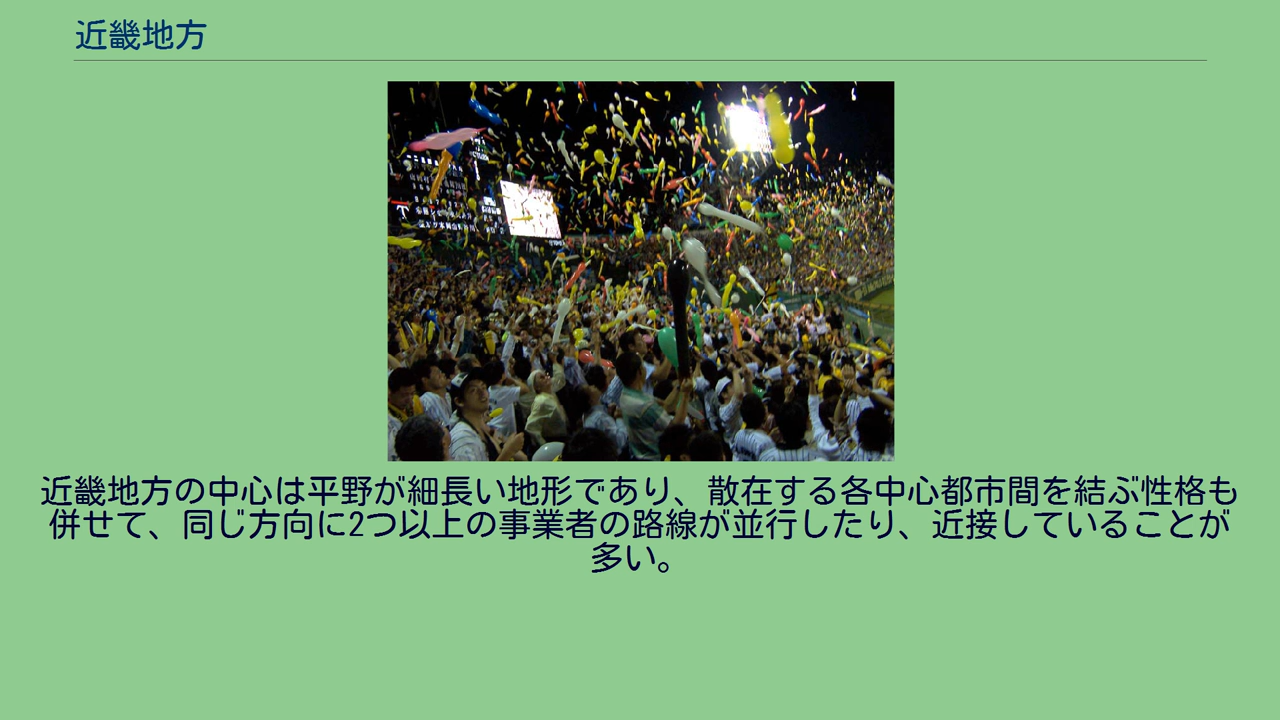 近畿地方
近畿地方の中心は平野が細長い地形であり、散在する各中心都市間を結ぶ性格も
併せて、同じ方向に2つ以上の事業者の路線が並行したり、近接していることが
多い。